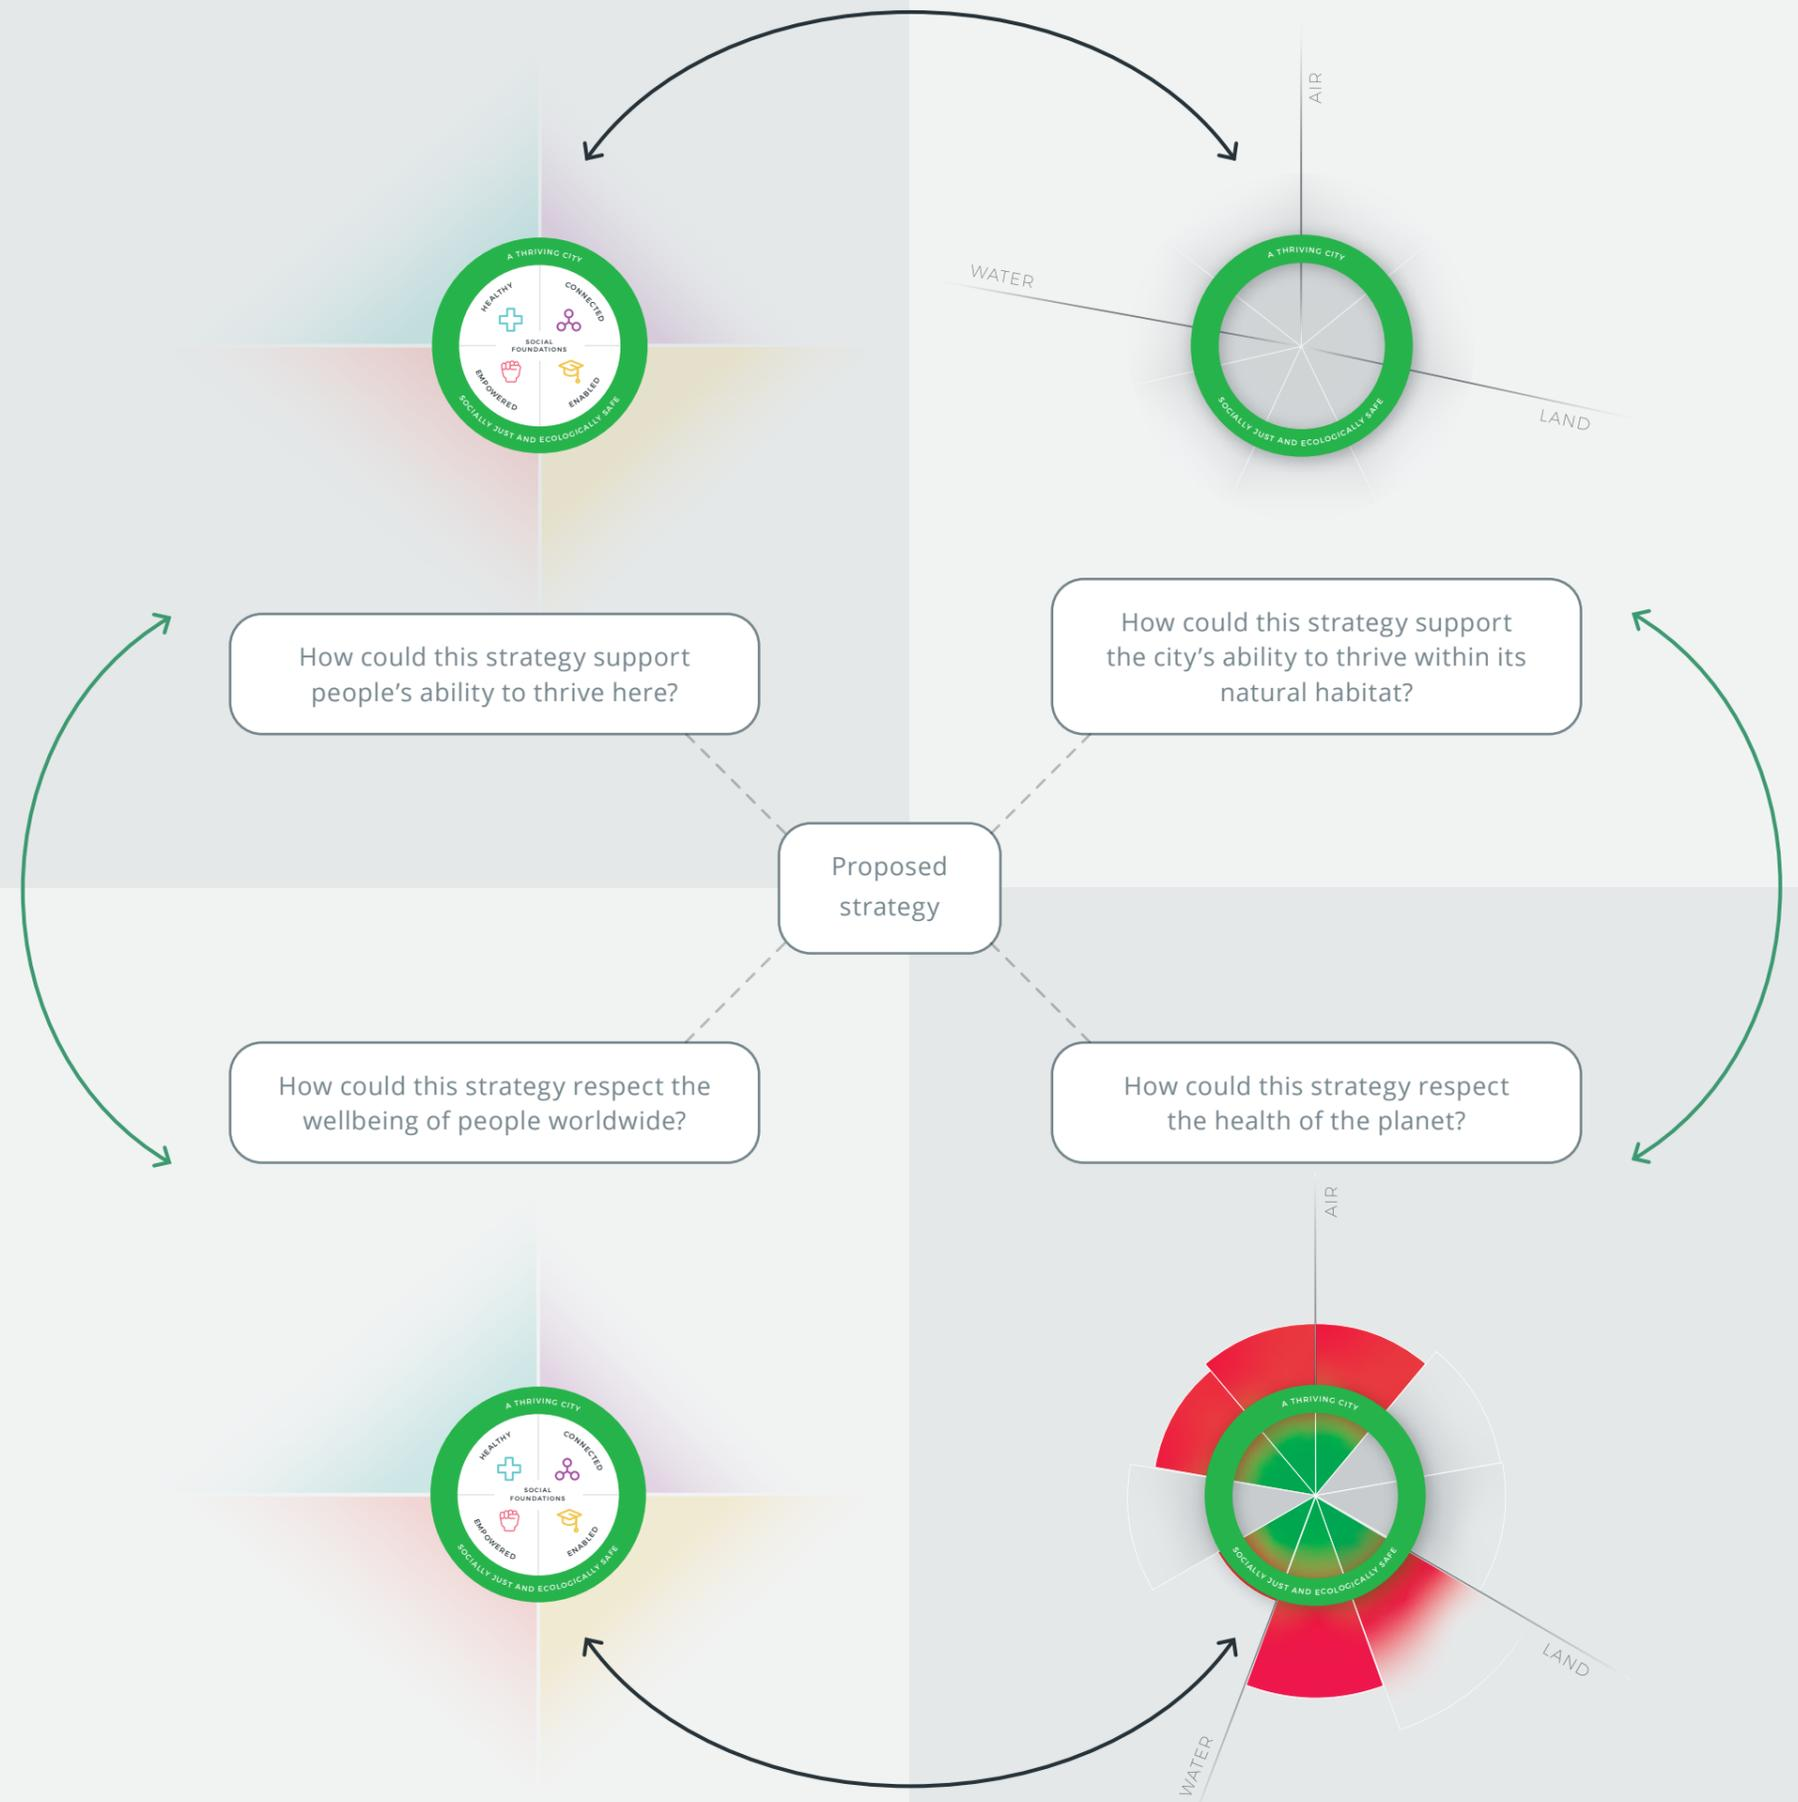 A THRIVING CITY
HEALTHY
CONNECTED
SOCIAL
FOUNDATIONS
EMPOWERED
ENABLED
SOCIALLY JUST AND ECOLOGICALLY SAFE
AIR
WATER
A THRIVING CITY
SOCIALLY JUST AND ECOLOGICALLY SAFE
LAND
How could this strategy support
people’s ability to thrive here?
How could this strategy support
the city’s ability to thrive within its
natural habitat?
Proposed
strategy
How could this strategy respect the
wellbeing of people worldwide?
How could this strategy respect
the health of the planet?
A THRIVING CITY
HEALTHY
CONNECTED
SOCIAL
FOUNDATIONS
EMPOWERED
ENABLED
SOCIALLY JUST AND ECOLOGICALLY SAFE
AIR
A THRIVING CITY
SOCIALLY JUST AND ECOLOGICALLY SAFE
LAND
WATER